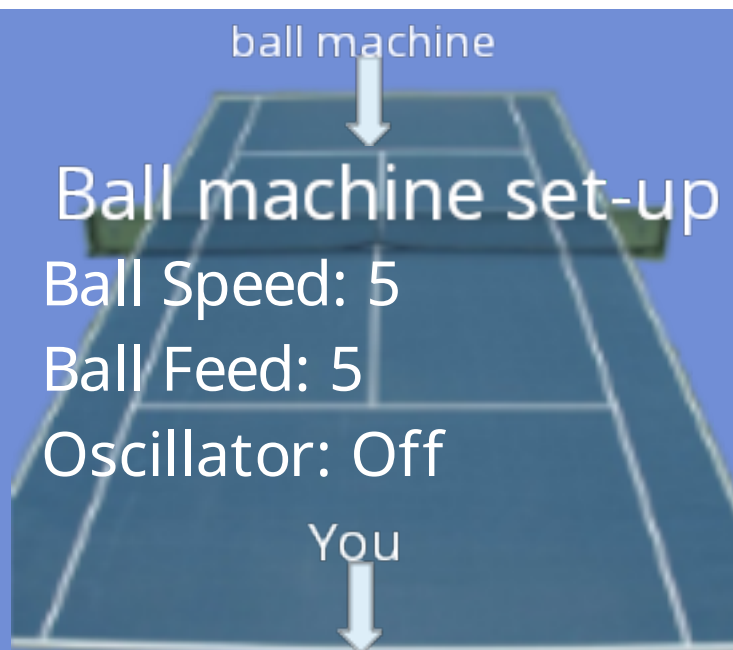 ball machine
Ball machine set-up
Ball Speed: 5
Ball Feed: 5
Oscillator: Off
You